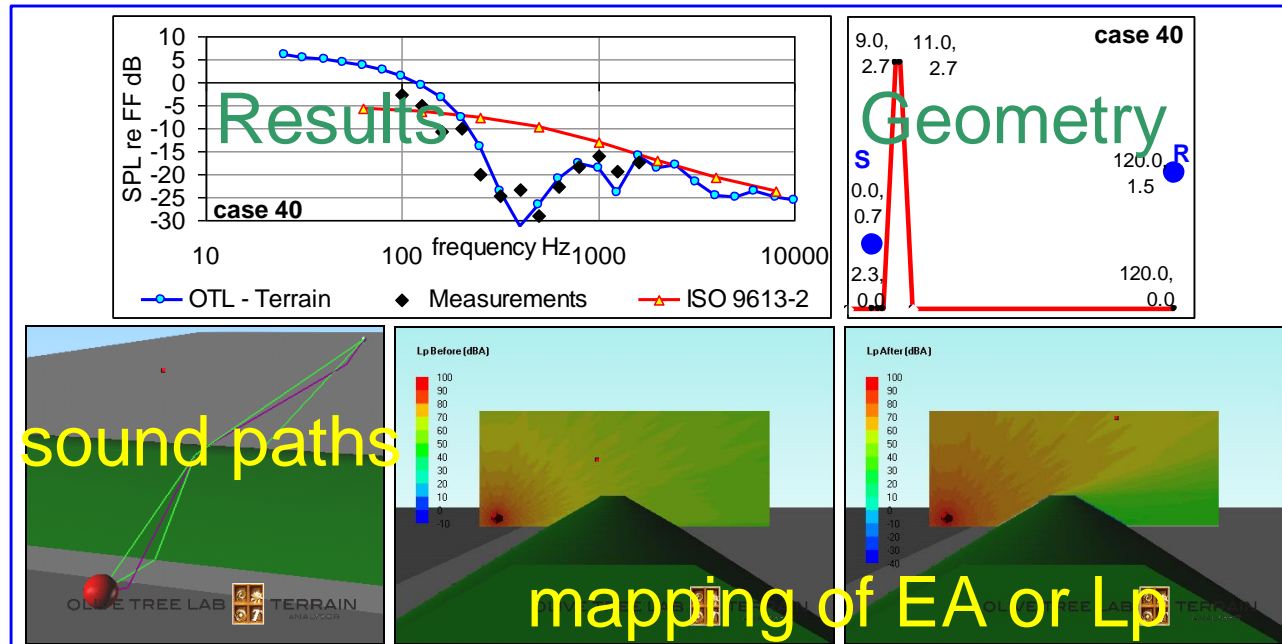 10
5
0
-5
-10
-15
-20
-25
-30
SPL re FF dB
Results
case 40
10 100 1000 10000
frequency Hz
OTL - Terrain Measurements ISO 9613-2
case 40
9.0, 2.7
11.0, 2.7
Geometry
S
0.0, 0.7
120.0, 1.5
R
2.3, 0.0
120.0, 0.0
sound paths
OLIVE TREE LAB TERRAIN
Lp Before (dBA)
100
90
80
70
60
50
40
30
20
10
0
-10
Lp After (dBA)
100
90
80
70
60
50
40
30
20
10
0
-10
-20
-30
-40
mapping of EA or Lp
OLIVE TREE LAB
TERRAIN